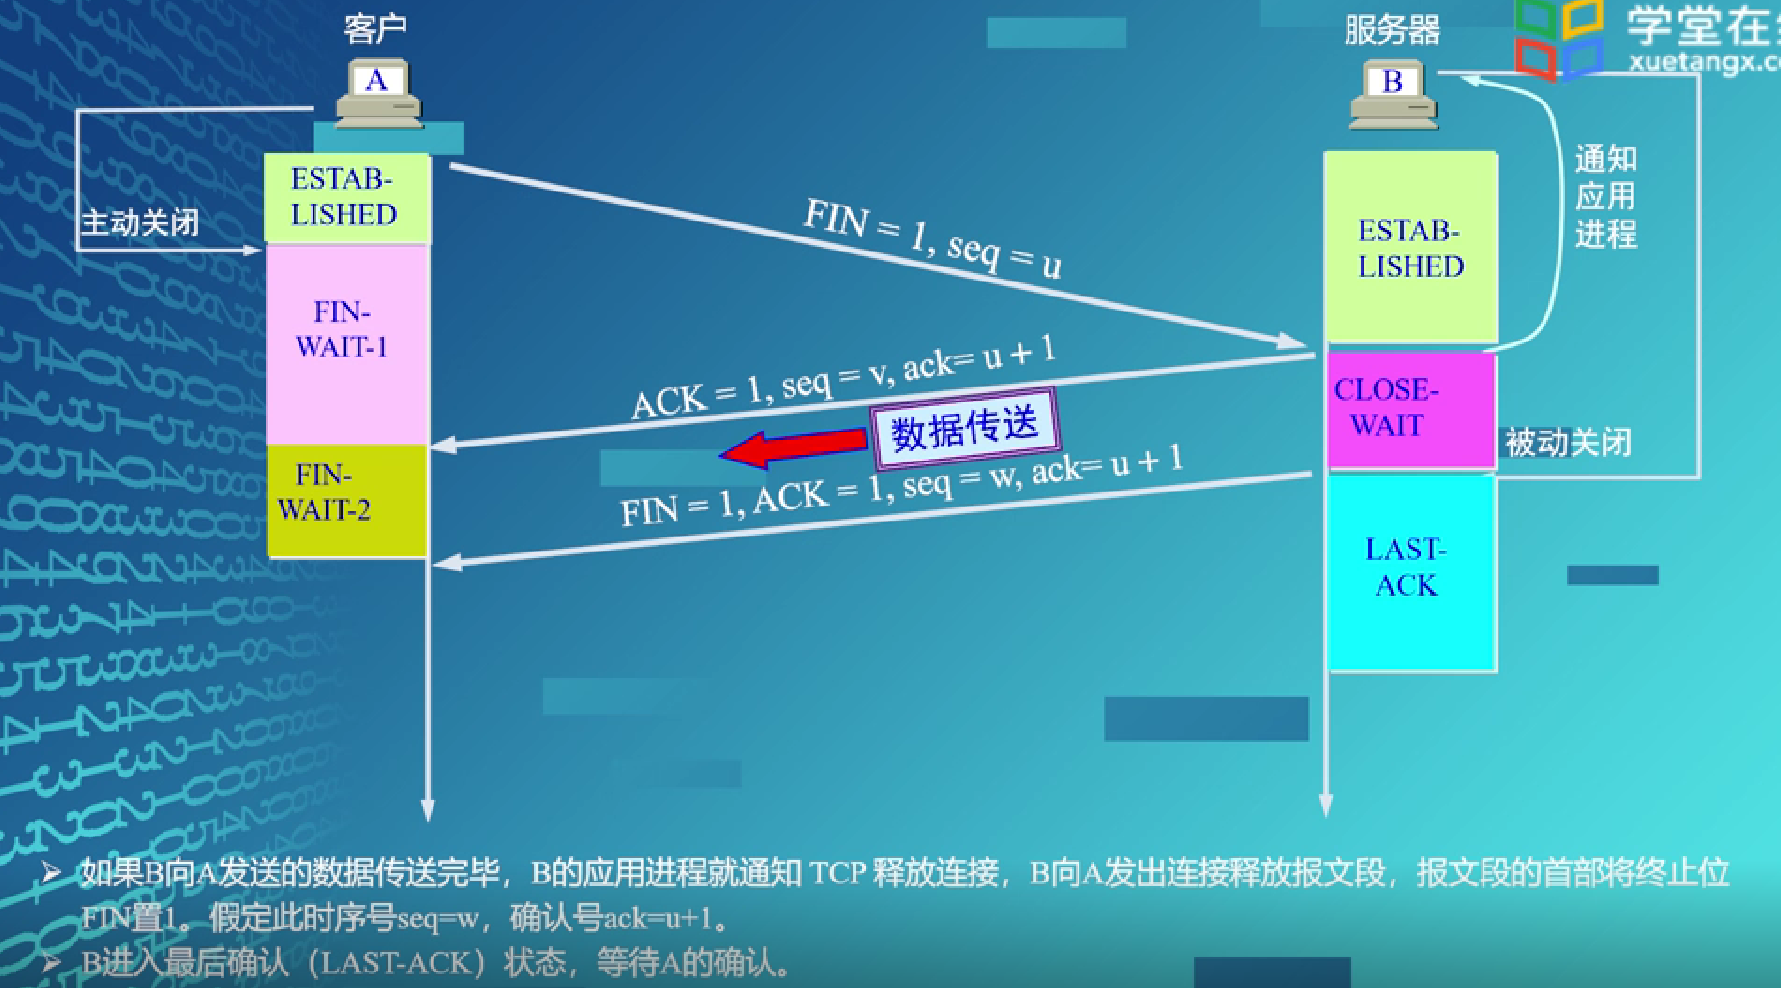 客户
服务器
学堂在
xuetangx.c
A
B
ESTAB-
LISHED
主动关闭
FIN-
WAIT-1
FIN-
WAIT-2
FIN = 1, seq = u
ACK = 1, seq = v, ack= u + 1
数据传送
FIN = 1, ACK = 1, seq = w, ack= u + 1
ESTAB-
LISHED
通知
应用
进程
CLOSE-
WAIT
被动关闭
LAST-
ACK
➢ 如果B向A发送的数据传送完毕，B的应用进程就通知 TCP 释放连接，B向A发出连接释放报文段，报文段的首部将终止位
FIN置1。假定此时序号seq=w，确认号ack=u+1。
➢ B进入最后确认（LAST-ACK）状态，等待A的确认。